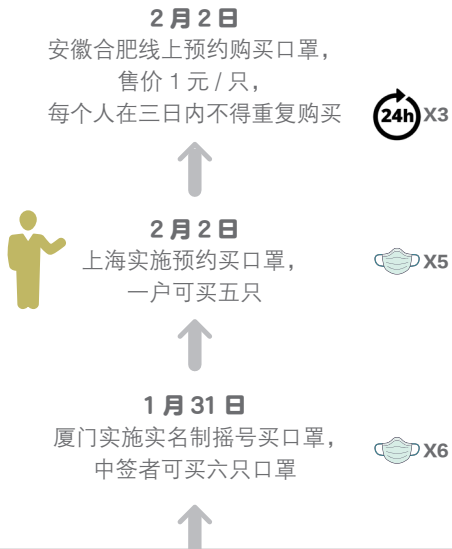 2 月 2 日
安徽合肥线上预约购买口罩，
售价 1 元 / 只，
每个人在三日内不得重复购买
24h X3
2 月 2 日
上海实施预约买口罩，
一户可买五只
X5
1 月 31 日
厦门实施实名制摇号买口罩，
中签者可买六只口罩
X6